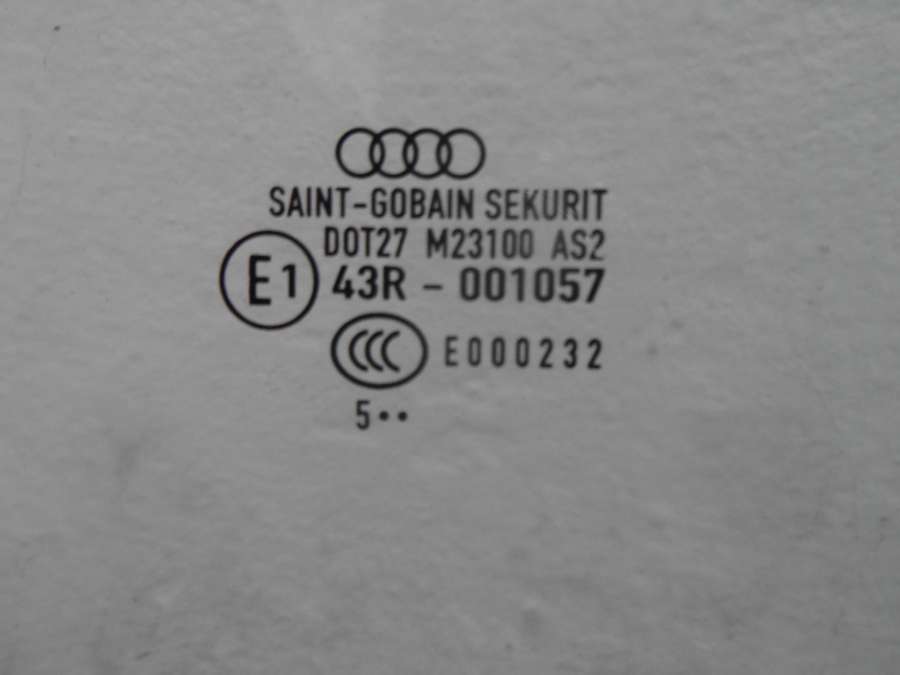 SAINT-GOBAIN SEKURIT
DOT27 M23100 AS2
E1 43R - 001057
CCC E000232
5••